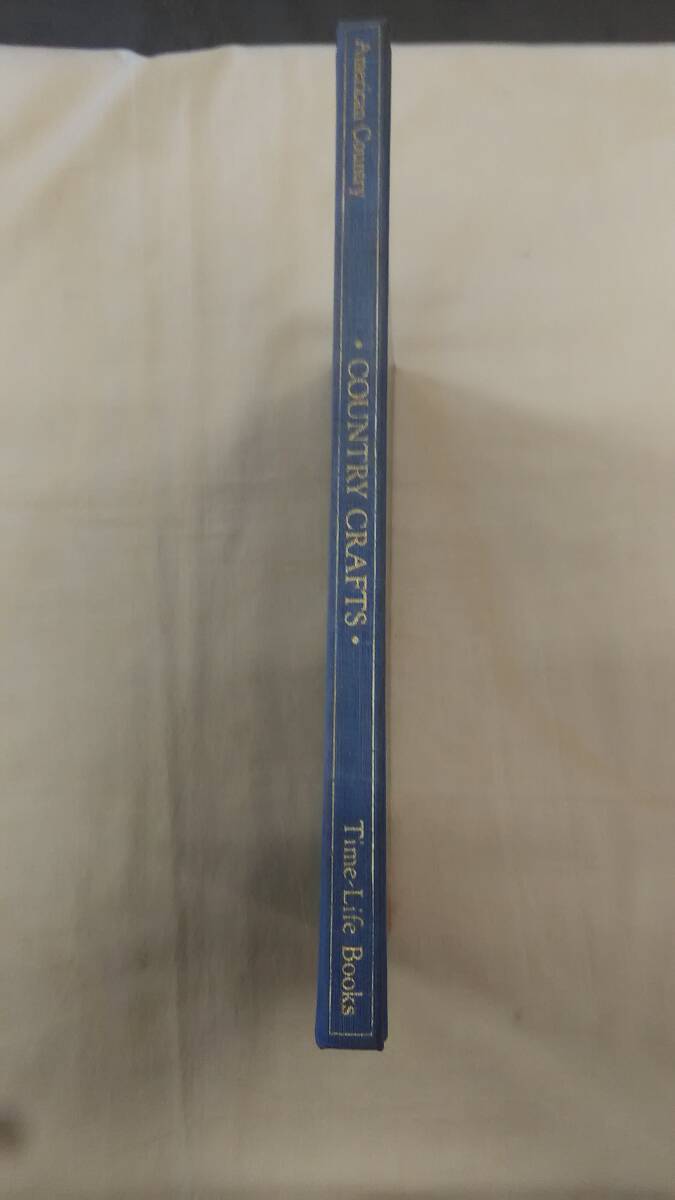 American Country
• COUNTRY CRAFTS •
Time-Life Books